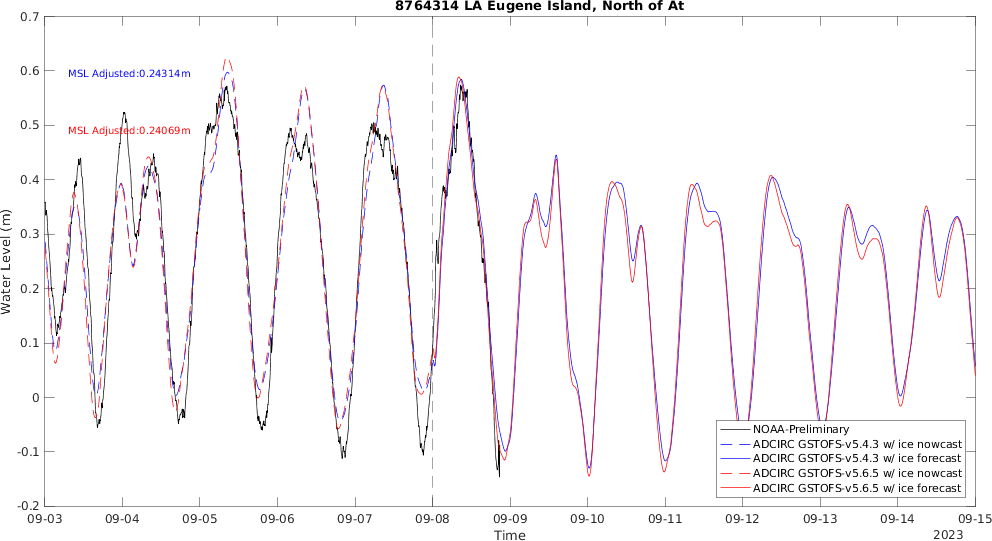 8764314 LA Eugene Island, North of At
0.7
0.6
0.5
0.4
0.3
0.2
0.1
0
-0.1
-0.2
Water Level (m)
MSL Adjusted:0.24314m
MSL Adjusted:0.24069m
NOAA-Preliminary
ADCIRC GSTOFS-v5.4.3 w/ ice nowcast
ADCIRC GSTOFS-v5.4.3 w/ ice forecast
ADCIRC GSTOFS-v5.6.5 w/ ice nowcast
ADCIRC GSTOFS-v5.6.5 w/ ice forecast
09-03 09-04 09-05 09-06 09-07 09-08 09-09 09-10 09-11 09-12 09-13 09-14 09-15
Time
2023